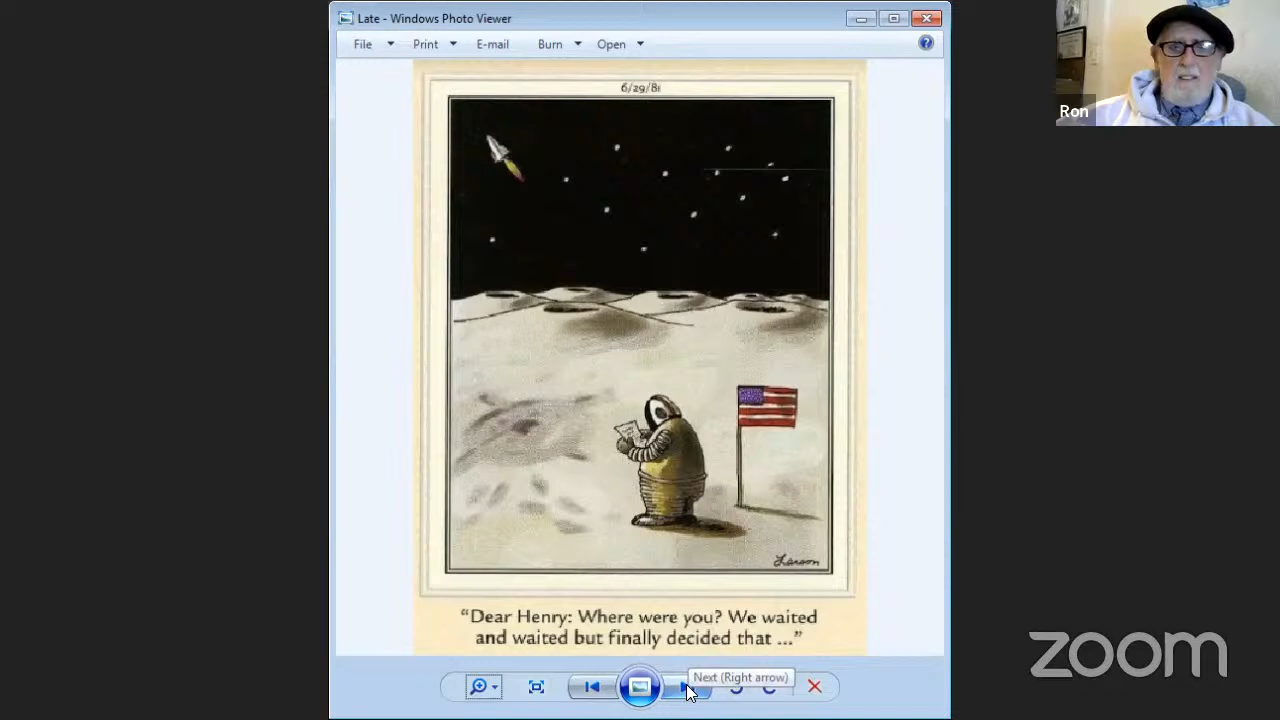 Late - Windows Photo Viewer
File Print E-mail Burn Open
6/29/81
Larson
"Dear Henry: Where were you? We waited
and waited but finally decided that ..."
Next (Right arrow)
Ron
zoom